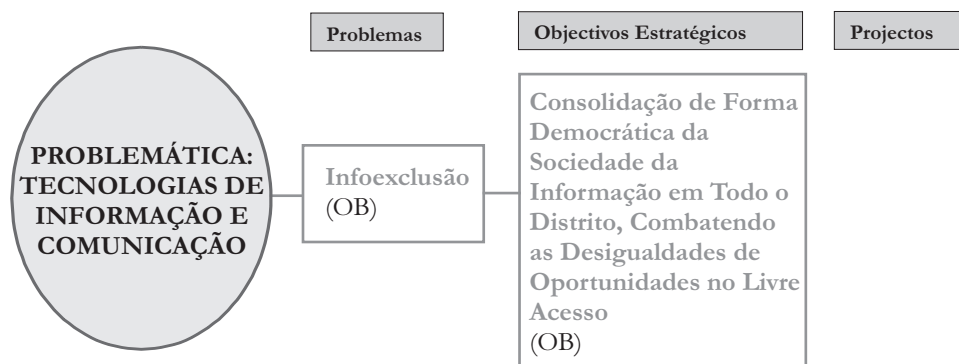 Problemas
Objectivos Estratégicos
Projectos
PROBLEMÁTICA:
TECNOLOGIAS DE
INFORMAÇÃO E
COMUNICAÇÃO
Infoexclusão
(OB)
Consolidação de Forma
Democrática da
Sociedade da
Informação em Todo o
Distrito, Combatendo
as Desigualdades de
Oportunidades no Livre
Acesso
(OB)